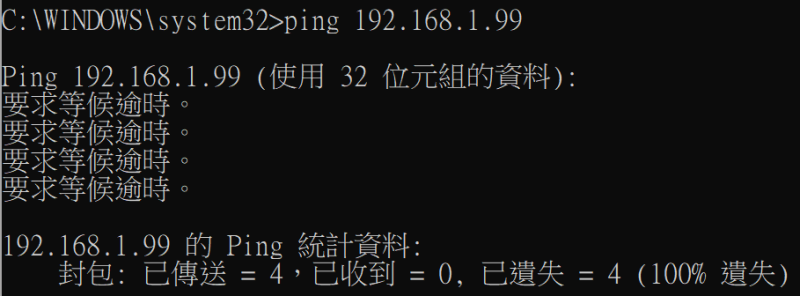 C:\WINDOWS\system32>ping 192.168.1.99
Ping 192.168.1.99 (使用 32 位元組的資料):
要求等候逾時。
要求等候逾時。
要求等候逾時。
要求等候逾時。
192.168.1.99 的 Ping 統計資料:
封包: 已傳送 = 4，已收到 = 0, 已遺失 = 4 (100% 遺失)